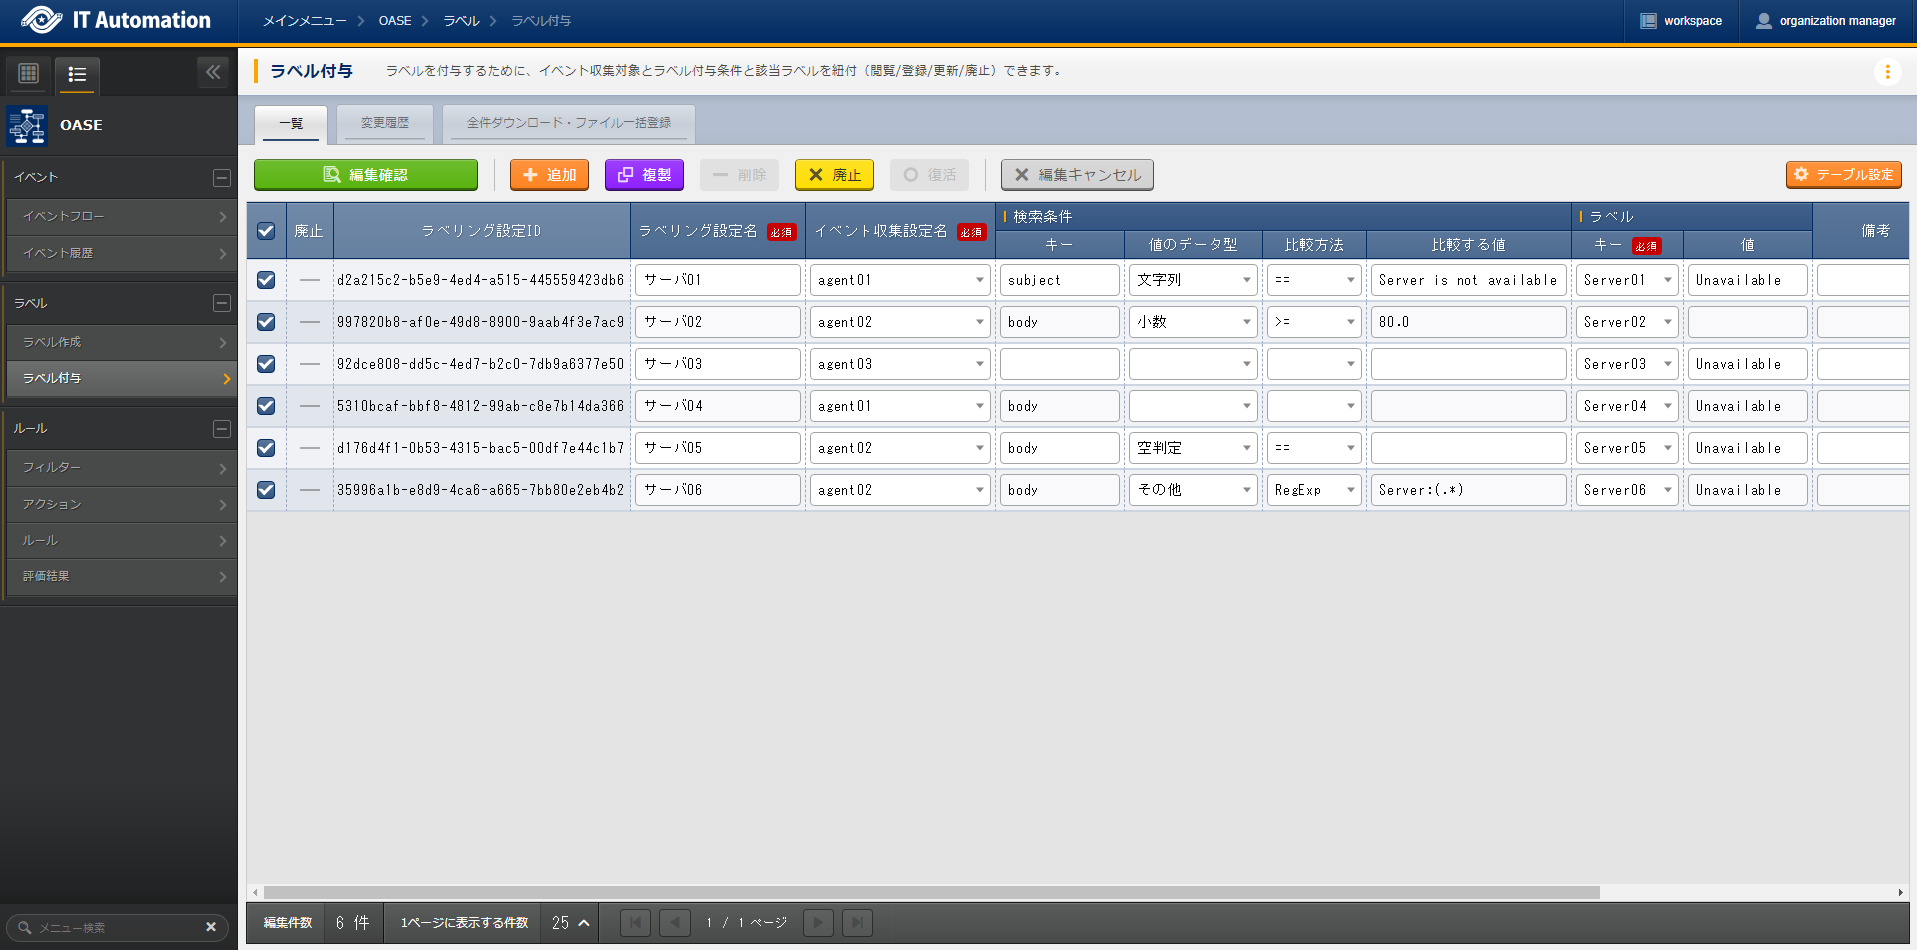 IT Automation
メインメニュー OASE ラベル ラベル付与
workspace
organization manager
OASE
イベント
イベントフロー
イベント履歴
ラベル
ラベル作成
ラベル付与
ルール
フィルター
アクション
ルール
評価結果
メニュー検索
ラベル付与 ラベルを付与するために、イベント収集対象とラベル付与条件と該当ラベルを紐付（閲覧/登録/更新/廃止）できます。
一覧 変更履歴 全件ダウンロード・ファイル一括登録
編集確認 追加 複製 削除 廃止 復活 編集キャンセル テーブル設定
廃止 ラベリング設定ID ラベリング設定名 必須 イベント収集設定名 必須 検索条件 ラベル 備考
キー 値のデータ型 比較方法 比較する値 キー 必須 値
d2a215c2-b5e9-4ed4-a515-445559423db6 サーバ01 agent01 subject 文字列 == Server is not available Server01 Unavailable
997820b8-af0e-49d8-8900-9aab4f3e7ac9 サーバ02 agent02 body 小数 >= 80.0 Server02
92dce808-dd5c-4ed7-b2c0-7db9a6377e50 サーバ03 agent03 Server03 Unavailable
5310bcaf-bbf8-4812-99ab-c8e7b14da366 サーバ04 agent01 body Server04 Unavailable
d176d4f1-0b53-4315-bac5-00df7e44c1b7 サーバ05 agent02 body 空判定 == Server05 Unavailable
35996a1b-e8d9-4ca6-a665-7bb80e2eb4b2 サーバ06 agent02 body その他 RegExp Server:(.*) Server06 Unavailable
編集件数 6 件 1ページに表示する件数 25 1 / 1 ページ